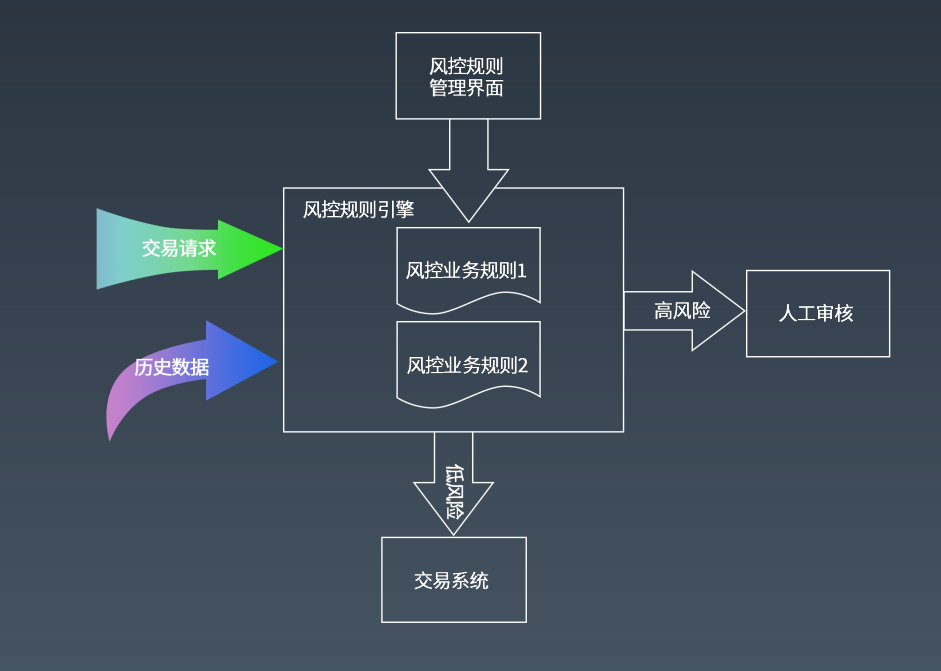 风控规则
管理界面
风控规则引擎
交易请求
风控业务规则1
高风险
人工审核
历史数据
风控业务规则2
低风险
交易系统